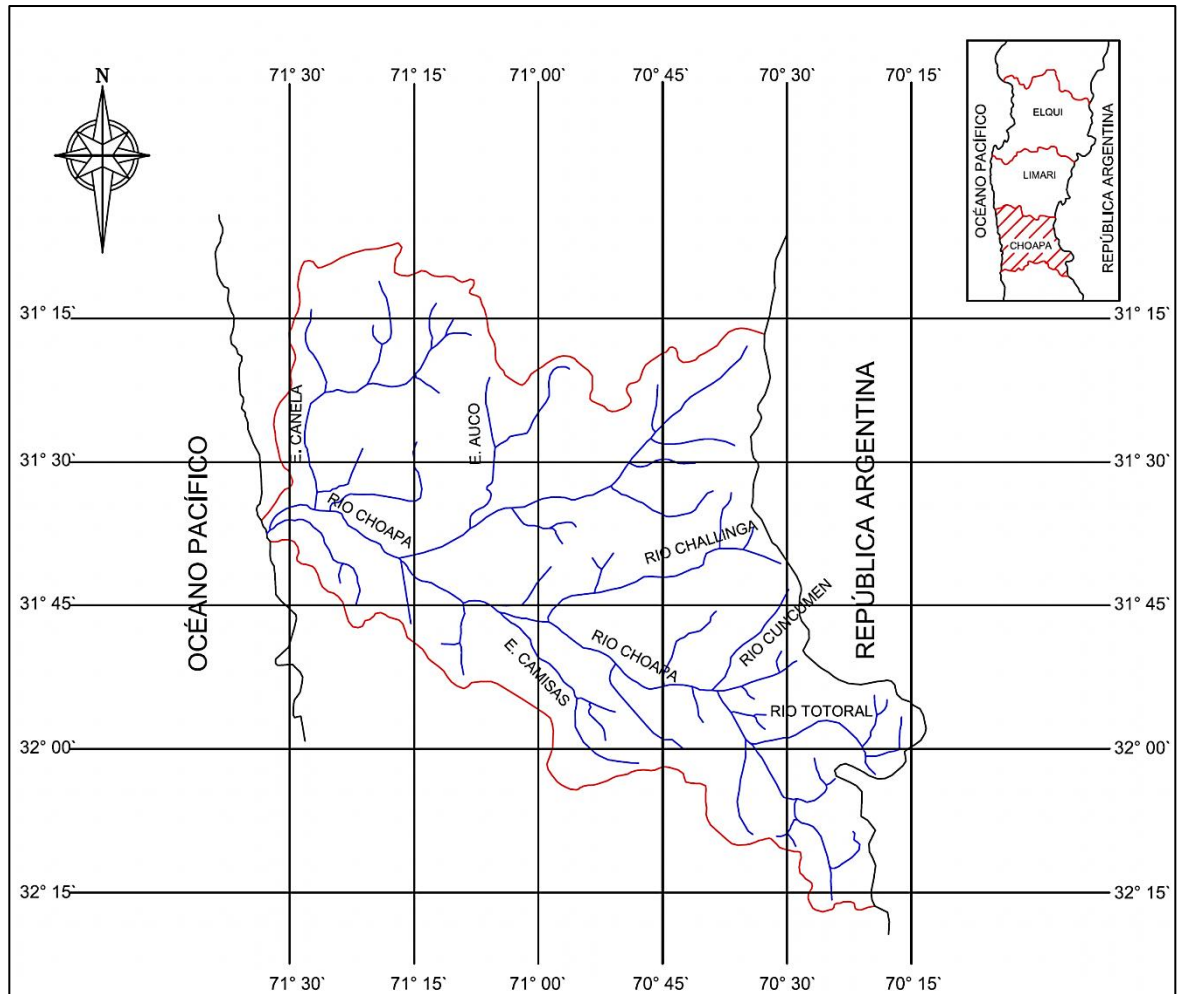 N
71° 30`
71° 15`
71° 00`
70° 45`
70° 30`
70° 15`
OCÉANO PACÍFICO
ELQUI
LIMARI
CHOAPA
REPÚBLICA ARGENTINA
31° 15`
31° 15`
E. CANELA
E. AUCO
31° 30`
31° 30`
OCÉANO PACÍFICO
RIO CHOAPA
RIO CHALLINGA
REPÚBLICA ARGENTINA
31° 45`
31° 45`
RIO CUNCUMEN
RIO CHOAPA
E. CAMISAS
RIO TOTORAL
32° 00`
32° 00`
32° 15`
32° 15`
71° 30`
71° 15`
71° 00`
70° 45`
70° 30`
70° 15`